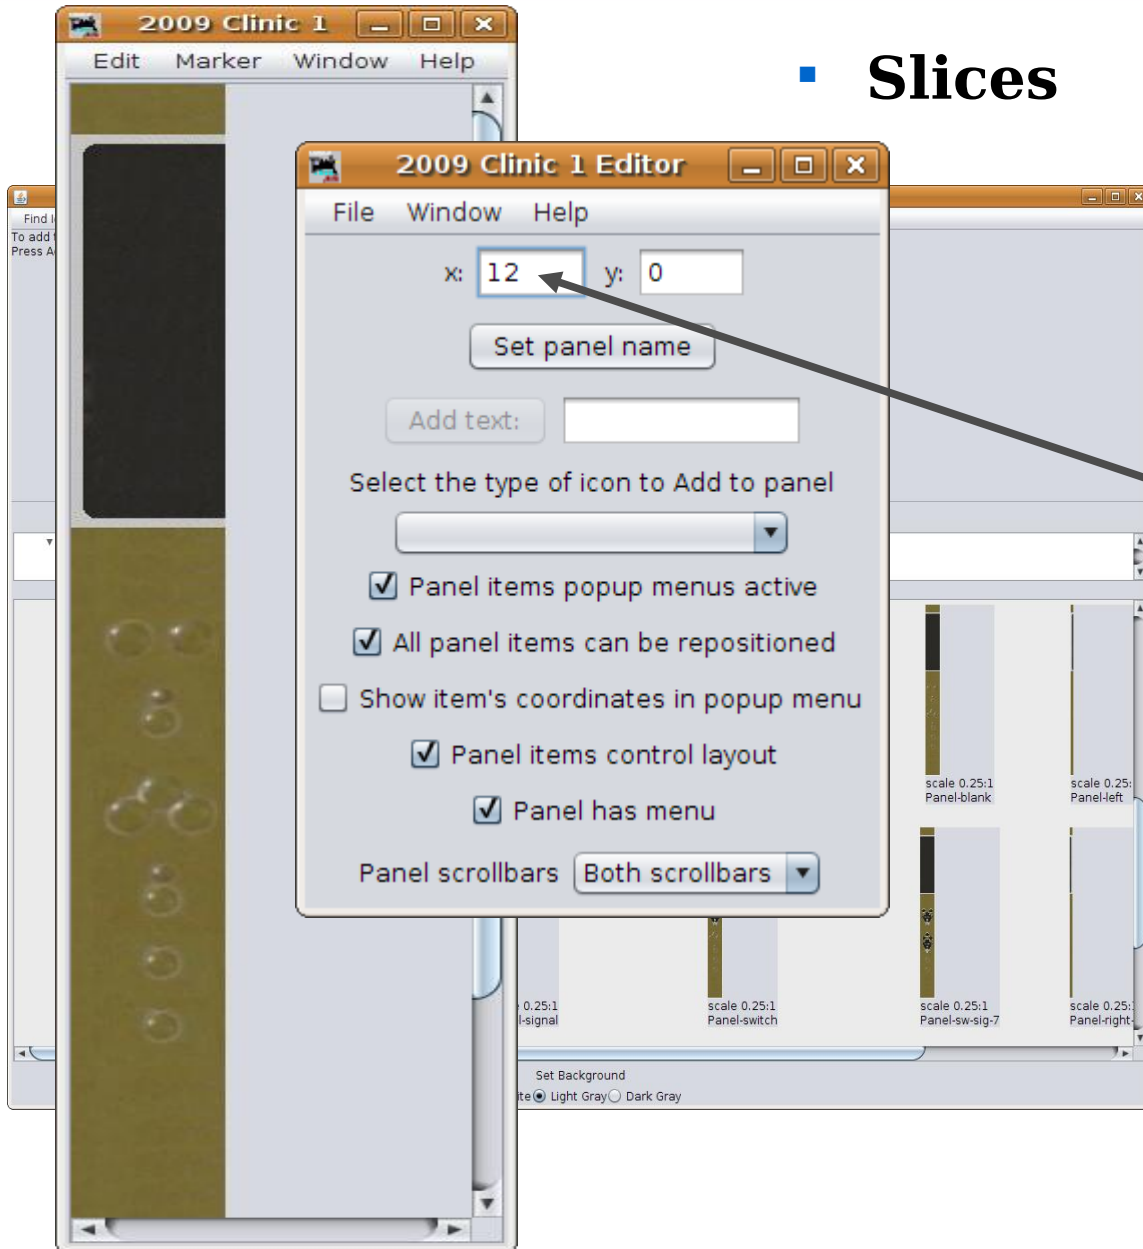 2009 Clinic 1
Edit Marker Window Help
▪ Slices
2009 Clinic 1 Editor
File Window Help
x: 12 y: 0
Set panel name
Add text:
Select the type of icon to Add to panel
Panel items popup menus active
All panel items can be repositioned
Show item's coordinates in popup menu
Panel items control layout
Panel has menu
Panel scrollbars Both scrollbars
Find
To add
Press
scale 0.25:1
Panel-blank
scale 0.25:
Panel-left
0.25:1
l-signal
scale 0.25:1
Panel-switch
scale 0.25:1
Panel-sw-sig-7
scale 0.25:
Panel-right-
Set Background
ite Light Gray Dark Gray